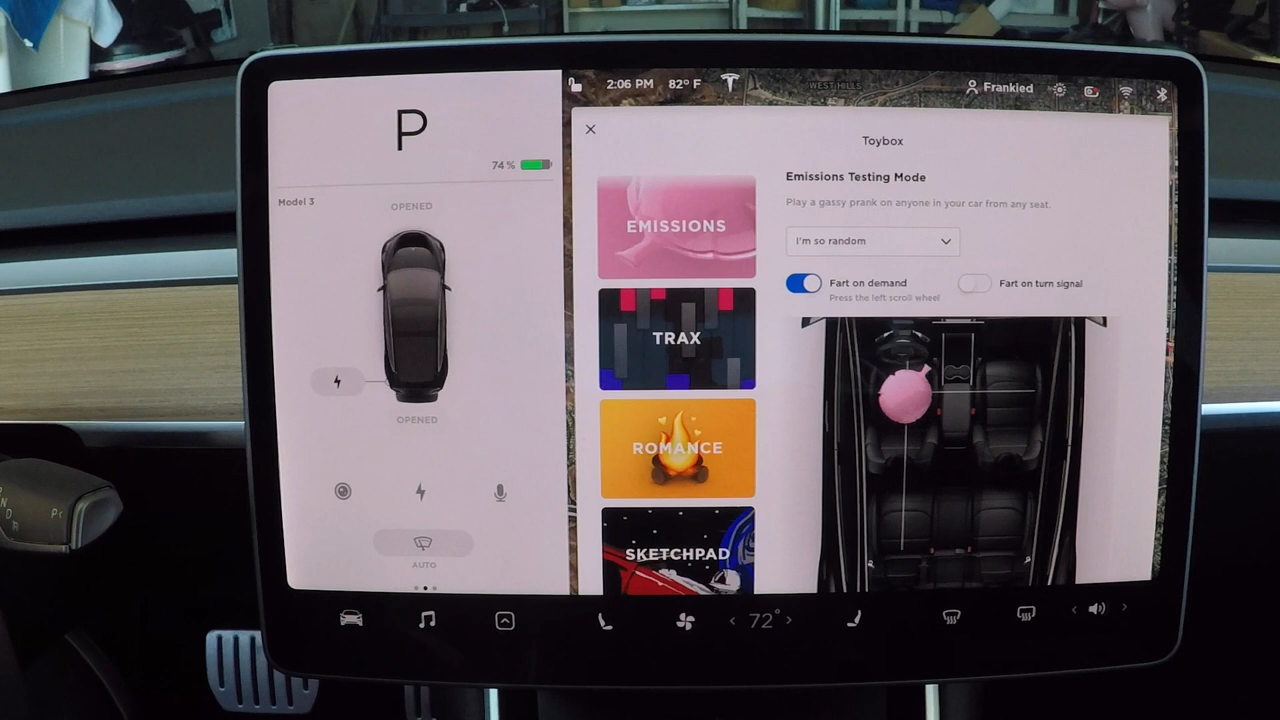 P
74 %
Model 3
OPENED
OPENED
AUTO
2:06 PM 82° F
WEST HILLS
Frankied
Toybox
EMISSIONS
TRAX
ROMANCE
SKETCHPAD
Emissions Testing Mode
Play a gassy prank on anyone in your car from any seat.
I'm so random
Fart on demand
Press the left scroll wheel
Fart on turn signal
72°
R
N
D
P